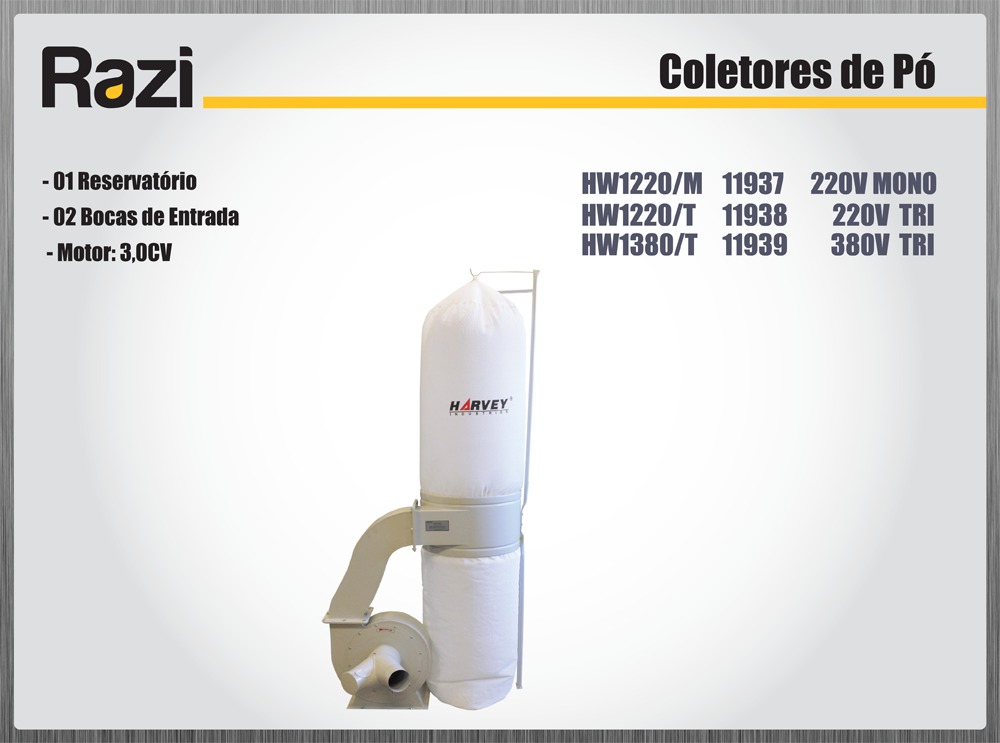 Razi
Coletores de Pó
- 01 Reservatório
- 02 Bocas de Entrada
- Motor: 3,0CV
HW1220/M 11937 220V MONO
HW1220/T 11938 220V TRI
HW1380/T 11939 380V TRI
HARVEY®
INDUSTRIES